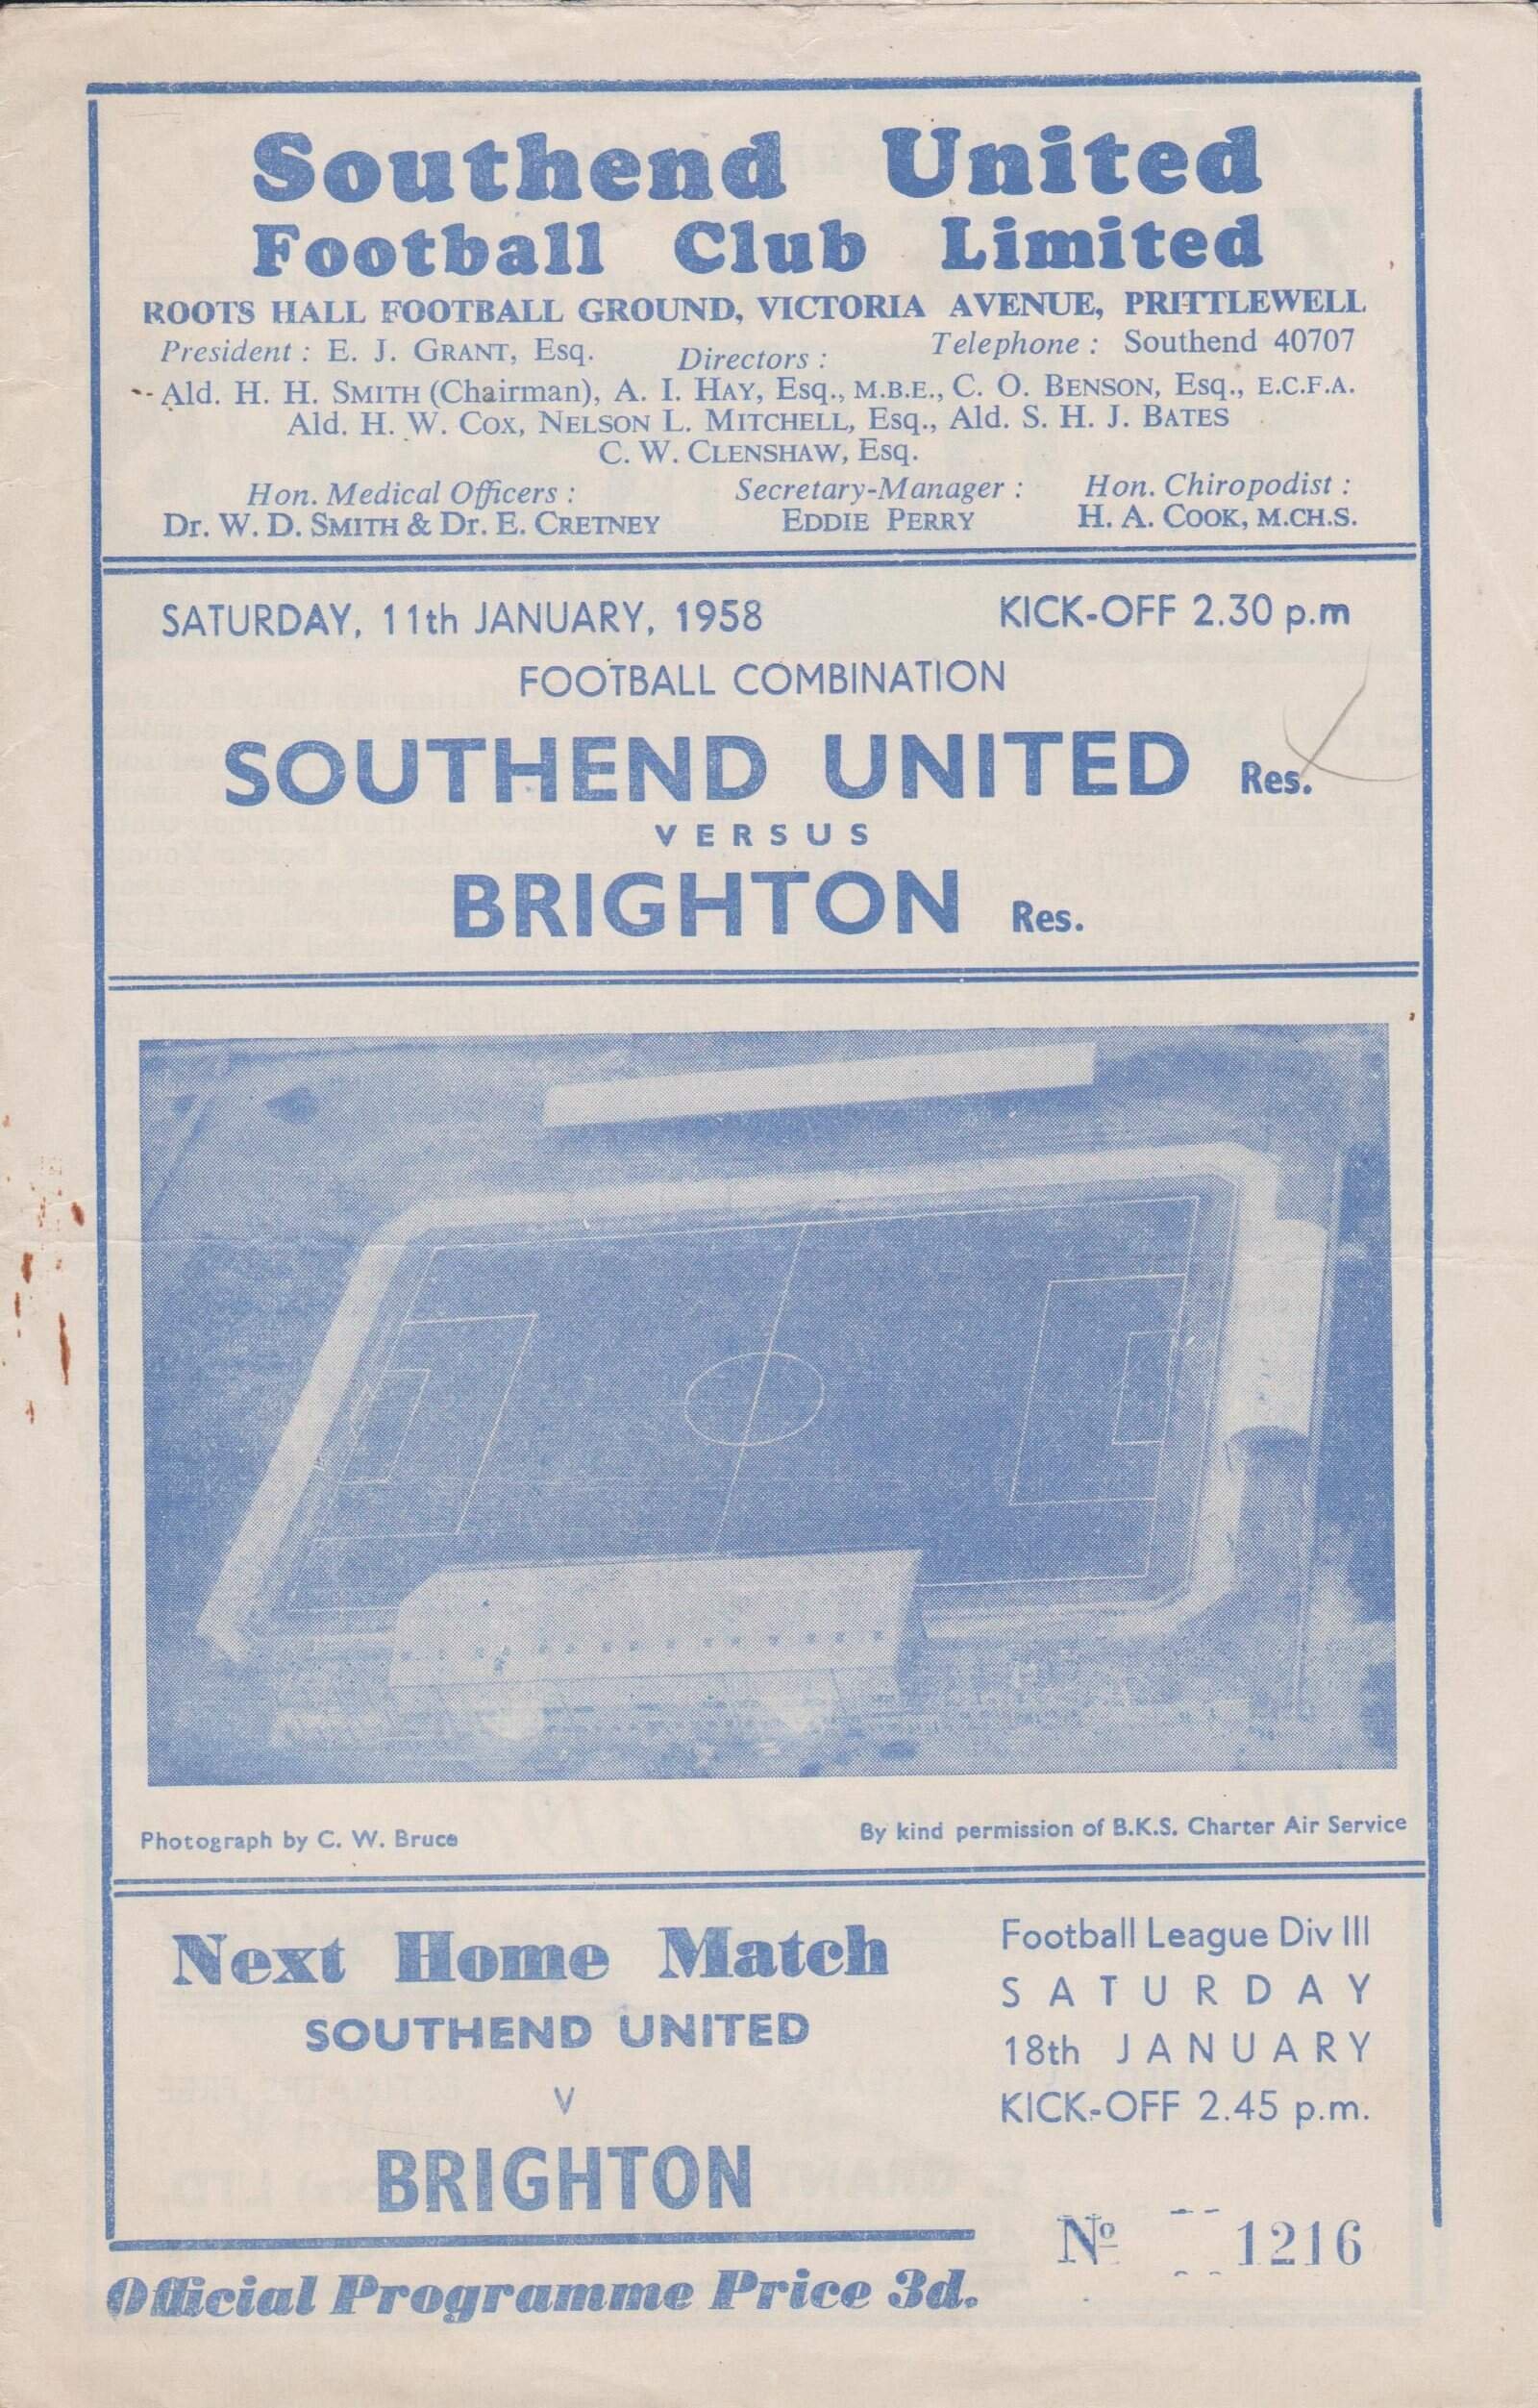 Southend United
Football Club Limited
ROOTS HALL FOOTBALL GROUND, VICTORIA AVENUE, PRITTLEWELL
President : E. J. GRANT, Esq. Directors : Telephone : Southend 40707
Ald. H. H. SMITH (Chairman), A. I. HAY, Esq., M.B.E., C. O. BENSON, Esq., E.C.F.A.
Ald. H. W. COX, NELSON L. MITCHELL, Esq., Ald. S. H. J. BATES
C. W. CLENSHAW, Esq.
Hon. Medical Officers : Secretary-Manager : Hon. Chiropodist :
Dr. W. D. SMITH & Dr. E. CRETNEY EDDIE PERRY H. A. COOK, M.CH.S.
SATURDAY, 11th JANUARY, 1958 KICK-OFF 2.30 p.m
FOOTBALL COMBINATION
SOUTHEND UNITED Res.
VERSUS
BRIGHTON Res.
Photograph by C. W. Bruce By kind permission of B.K.S. Charter Air Service
Next Home Match
SOUTHEND UNITED
V
BRIGHTON
Football League Div III
SATURDAY
18th JANUARY
KICK-OFF 2.45 p.m.
Nº 1216
Official Programme Price 3d.